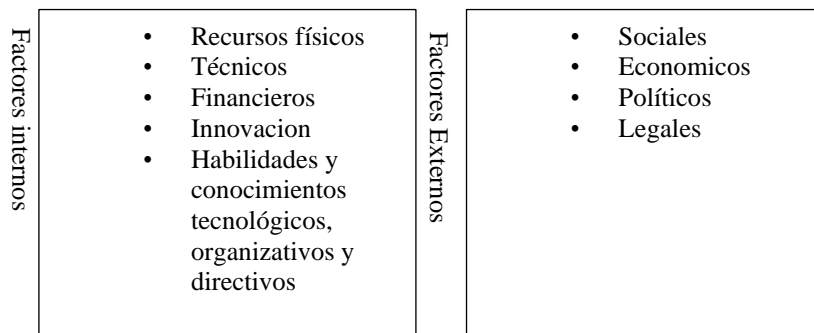 Factores internos
• Recursos físicos
• Técnicos
• Financieros
• Innovacion
• Habilidades y
conocimientos
tecnológicos,
organizativos y
directivos
Factores Externos
• Sociales
• Economicos
• Políticos
• Legales